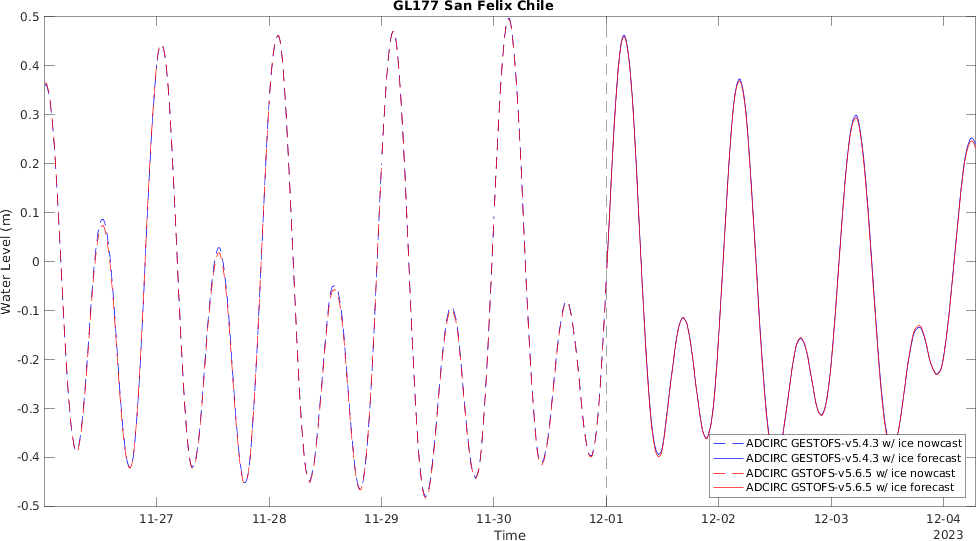 GL177 San Felix Chile
0.5
0.4
0.3
0.2
0.1
0
-0.1
-0.2
-0.3
-0.4
-0.5
Water Level (m)
ADCIRC GESTOFS-v5.4.3 w/ ice nowcast
ADCIRC GESTOFS-v5.4.3 w/ ice forecast
ADCIRC GSTOFS-v5.6.5 w/ ice nowcast
ADCIRC GSTOFS-v5.6.5 w/ ice forecast
11-27 11-28 11-29 11-30 12-01 12-02 12-03 12-04
Time
2023